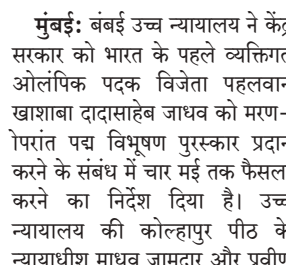 मुंबई: बंबई उच्च न्यायालय ने केंद्र
सरकार को भारत के पहले व्यक्तिगत
ओलंपिक पदक विजेता पहलवान
खाशाबा दादासाहेब जाधव को मरण-
ोपरांत पद्म विभूषण पुरस्कार प्रदान
करने के संबंध में चार मई तक फैसला
करने का निर्देश दिया है। उच्च
न्यायालय की कोल्हापुर पीठ के
न्यायाधीश माधव जामदार और प्रवीण